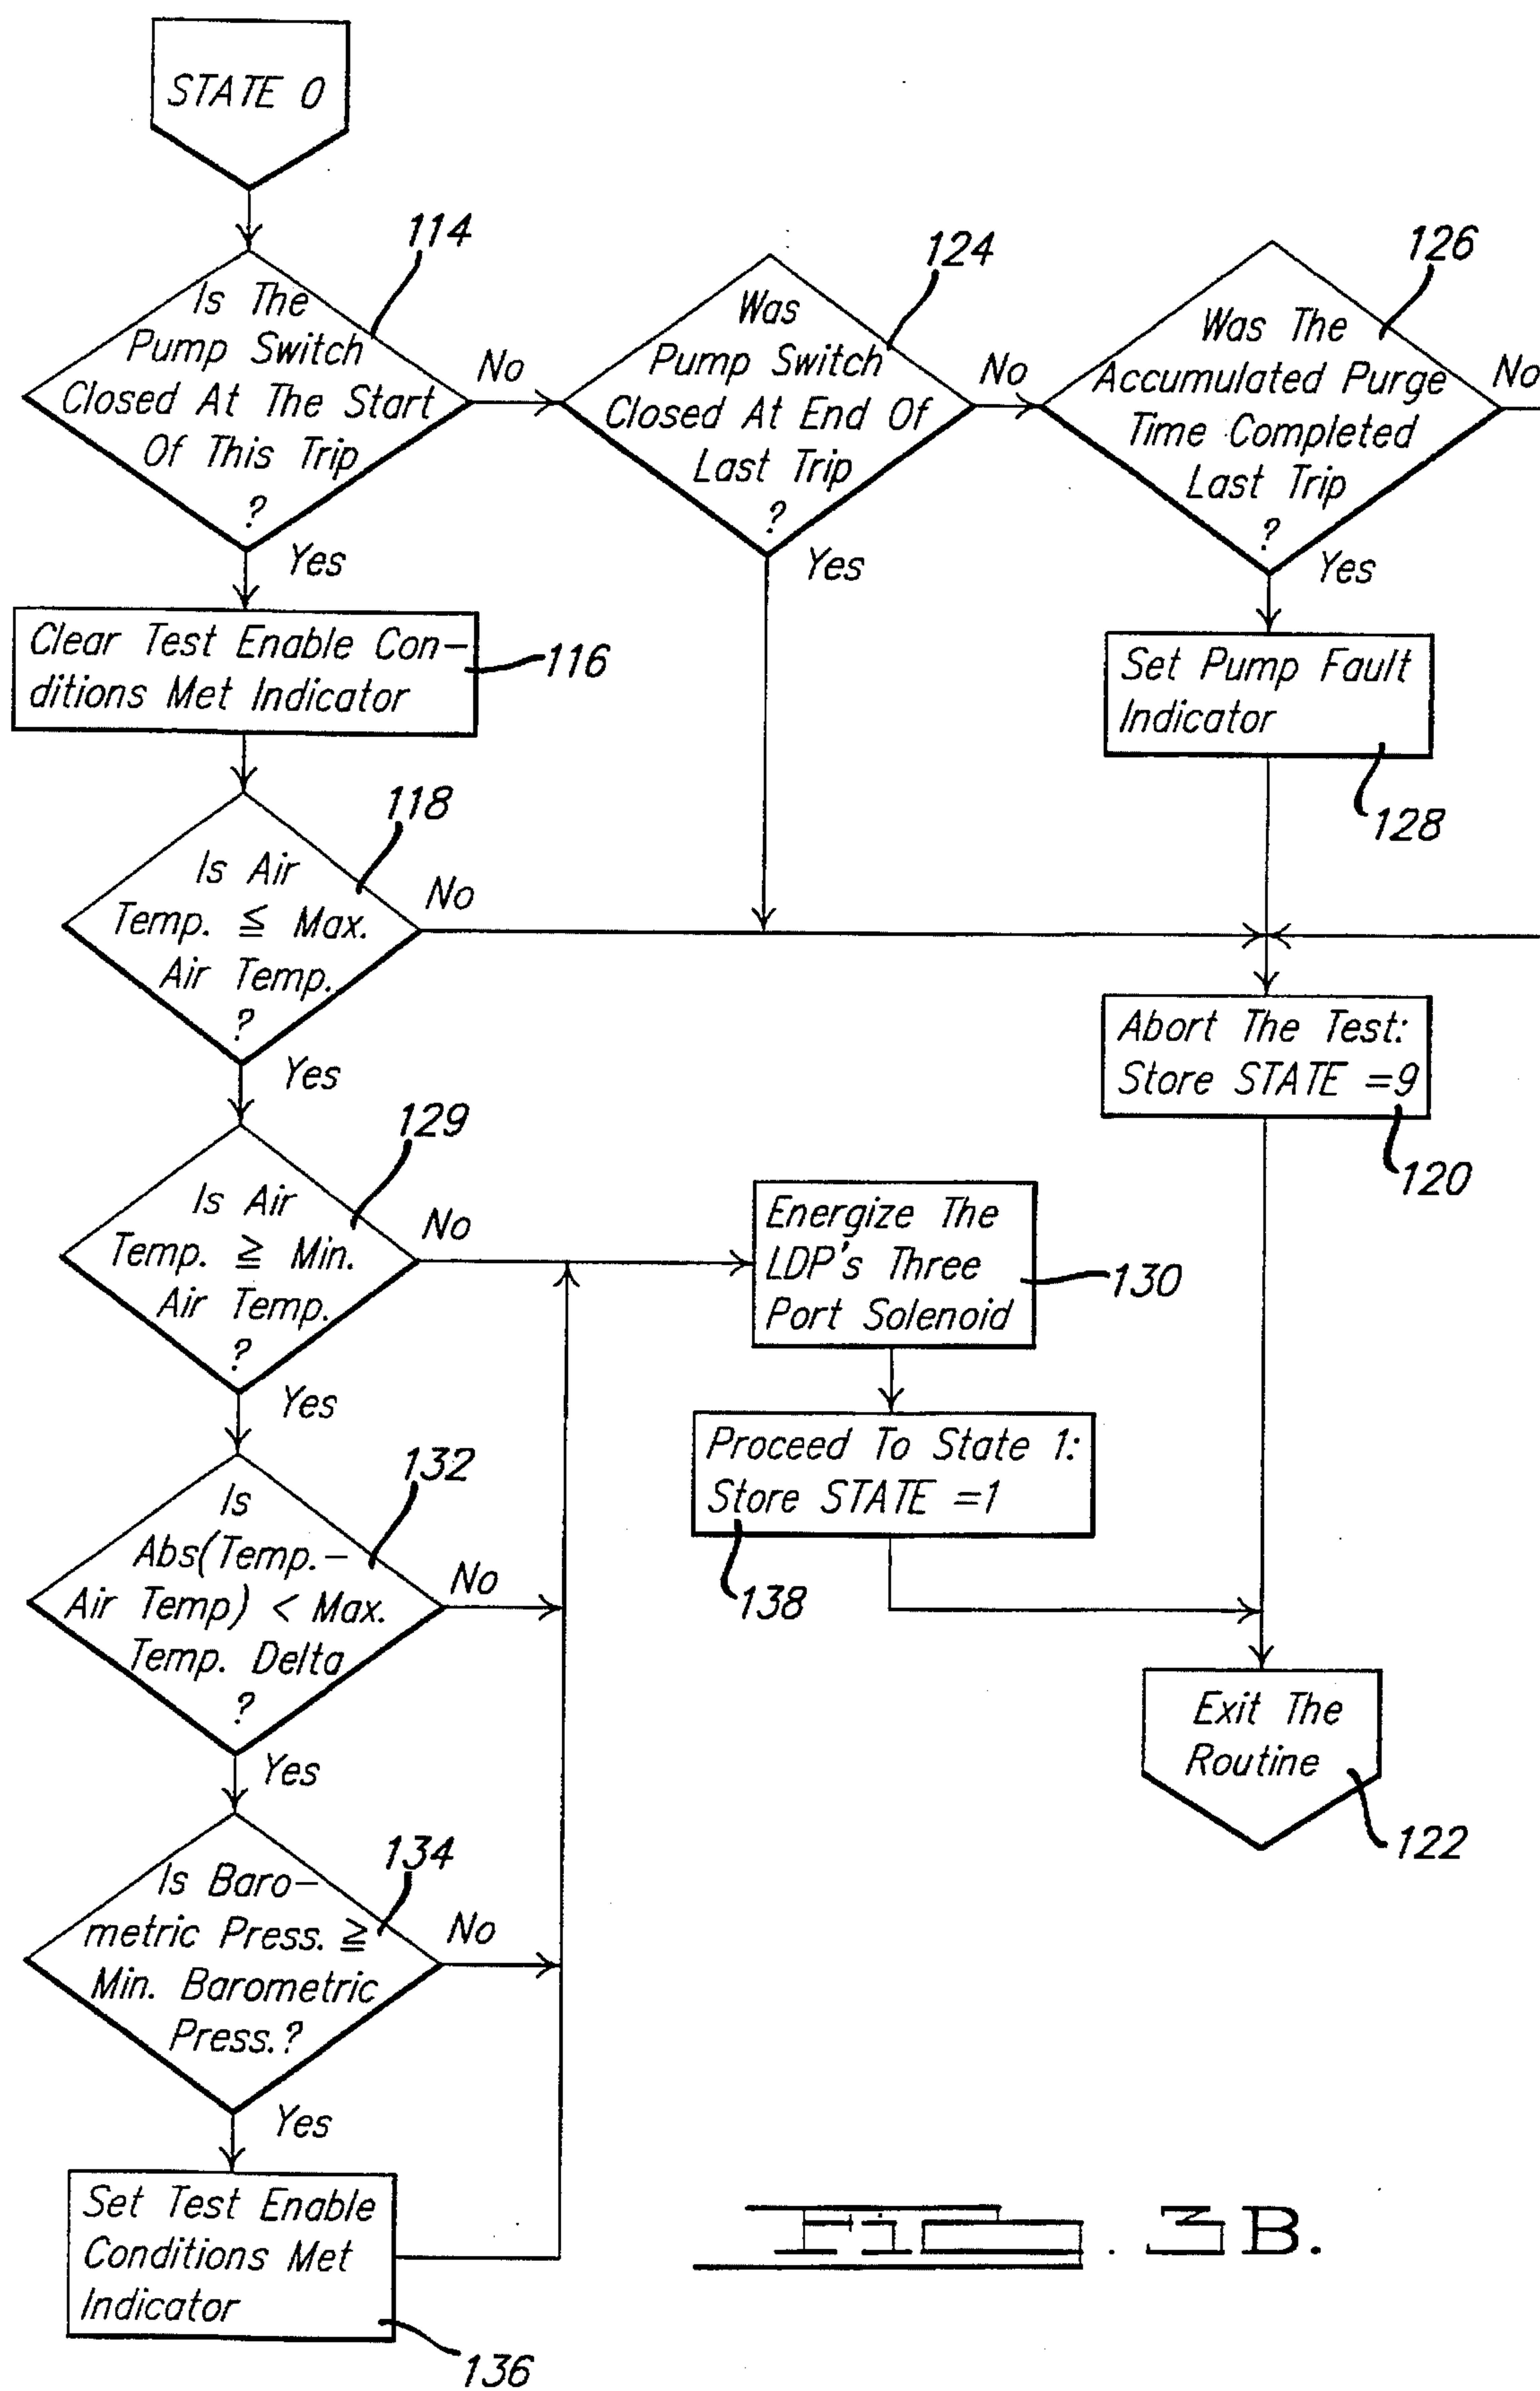 STATE 0
114
Is The
Pump Switch
Closed At The Start
Of This Trip
?
No
Yes
124
Was
Pump Switch
Closed At End Of
Last Trip
?
No
Yes
126
Was The
Accumulated Purge
Time Completed
Last Trip
?
No
Yes
Clear Test Enable Con-
ditions Met Indicator
116
Set Pump Fault
Indicator
128
118
Is Air
Temp. ≦ Max.
Air Temp.
?
No
Yes
Abort The Test:
Store STATE =9
120
129
Is Air
Temp. ≧ Min.
Air Temp.
?
No
Yes
Energize The
LDP's Three
Port Solenoid
130
Proceed To State 1:
Store STATE =1
138
132
Is
Abs(Temp.-
Air Temp) < Max.
Temp. Delta
?
No
Yes
Exit The
Routine
122
134
Is Baro-
metric Press. ≧
Min. Barometric
Press.?
No
Yes
Set Test Enable
Conditions Met
Indicator
136
FIG. 3B.